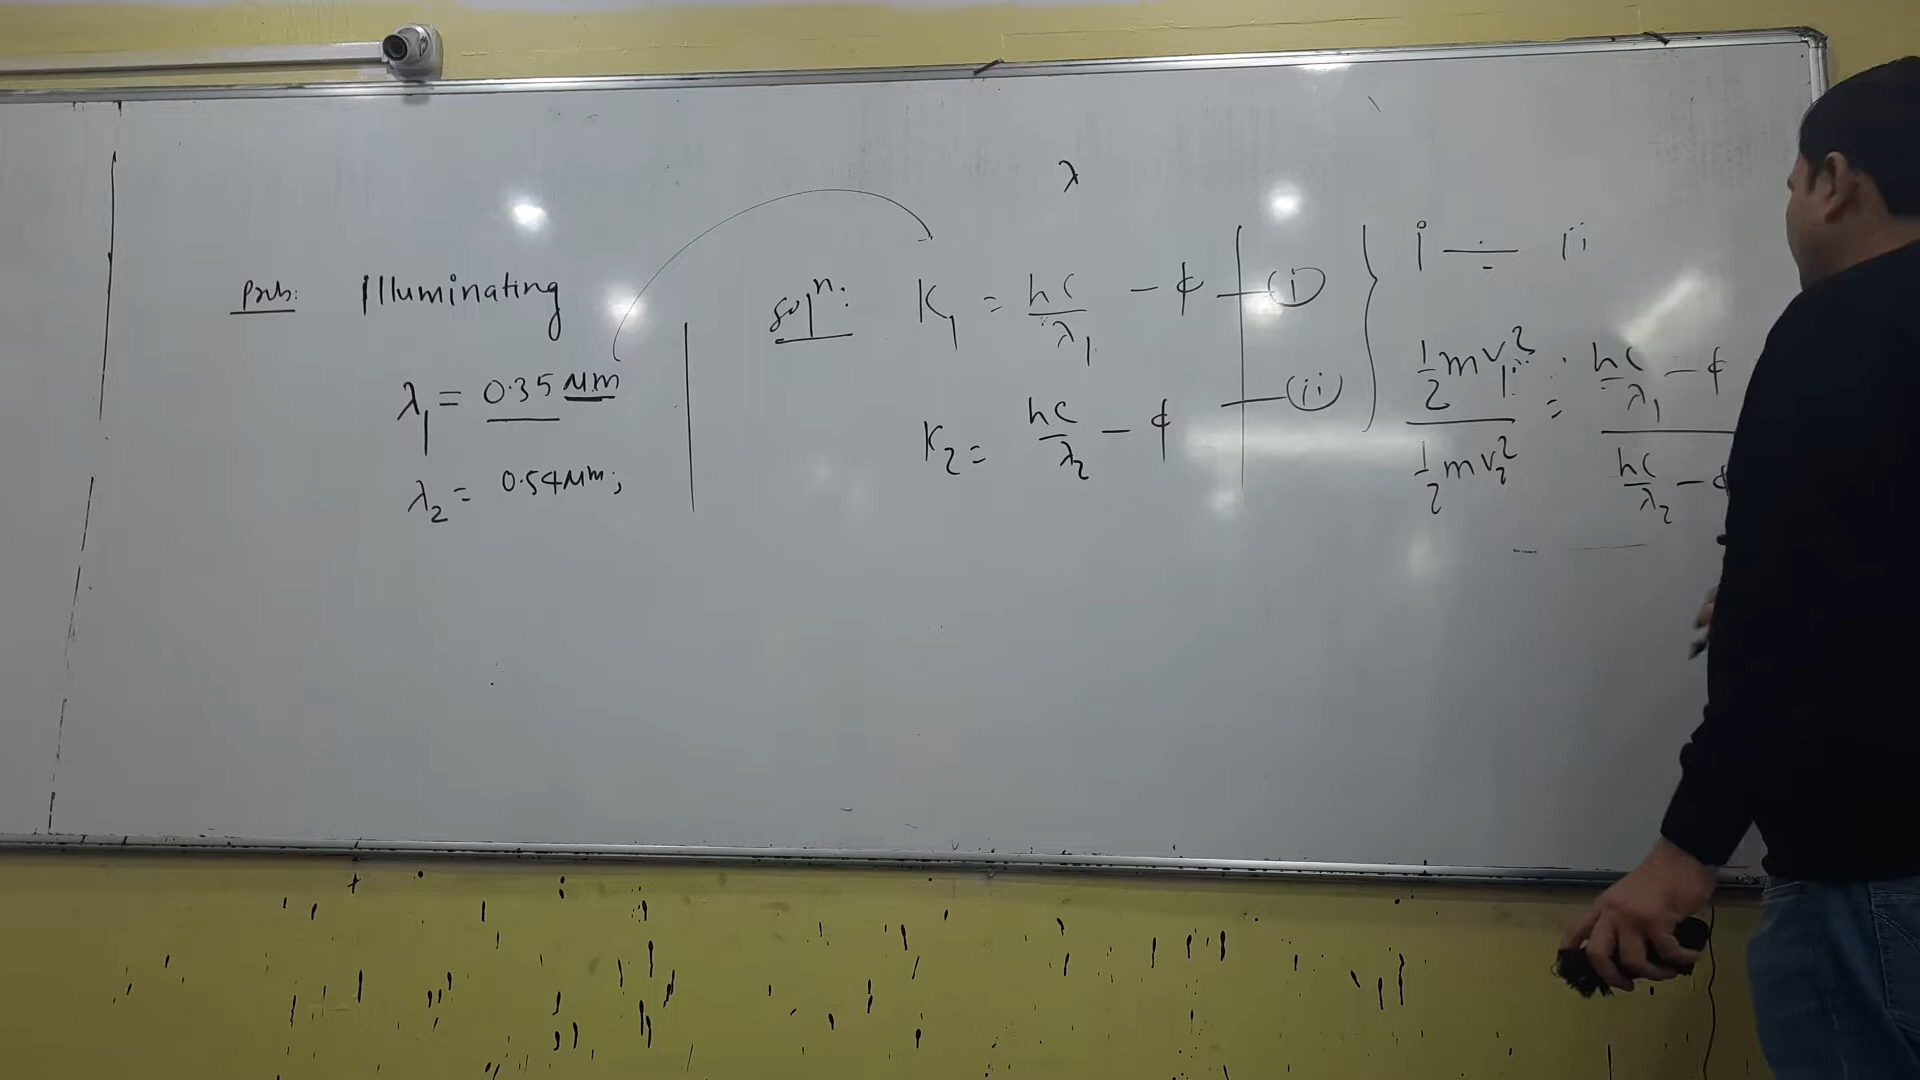 λ
Prob: Illuminating
λ₁ = 0.35 μm
λ₂ = 0.54 μm;
Solⁿ: K₁ = hc/λ₁ - ϕ — (i)
K₂ = hc/λ₂ - ϕ — (ii)
i ÷ ii
½mv₁² / ½mv₂² = hc/λ₁ - ϕ / hc/λ₂ - ϕ